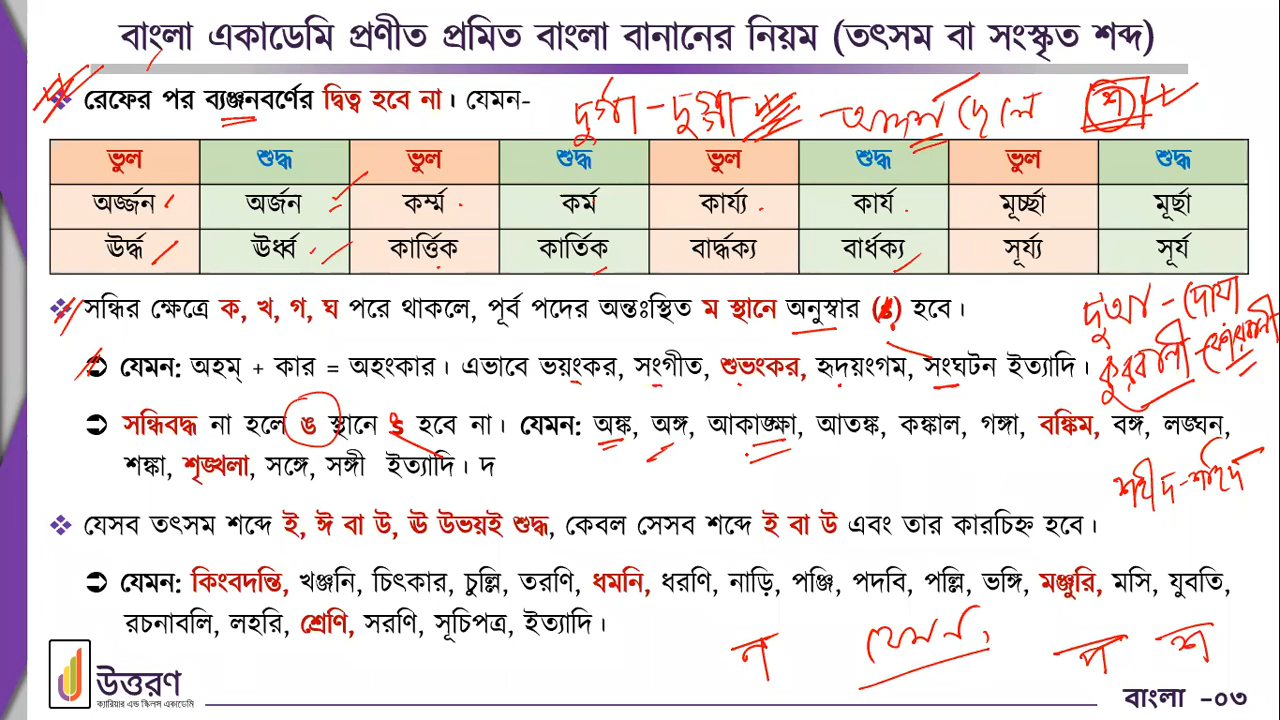 বাংলা একাডেমি প্রণীত প্রমিত বাংলা বানানের নিয়ম (তৎসম বা সংস্কৃত শব্দ)
রেফের পর ব্যঞ্জনবর্ণের দ্বিত্ব হবে না। যেমন-
দুর্গা - আদর্শ ছেলে শ
ভুল শুদ্ধ ভুল শুদ্ধ ভুল শুদ্ধ ভুল শুদ্ধ
অর্জ্জন অর্জন কর্ম্ম কর্ম কার্য্য কার্য মূর্চ্ছা মূর্ছা
ঊর্দ্ধ ঊর্ধ্ব কার্ত্তিক কার্তিক বার্দ্ধক্য বার্ধক্য সূর্য্য সূর্য
সন্ধির ক্ষেত্রে ক, খ, গ, ঘ পরে থাকলে, পূর্ব পদের অন্তঃস্থিত ম স্থানে অনুস্বার (ং) হবে।
যেমন: অহম্ + কার = অহংকার। এভাবে ভয়ংকর, সংগীত, শুভংকর, হৃদয়ংগম, সংঘটন ইত্যাদি।
সন্ধিবদ্ধ না হলে ঙ স্থানে ং হবে না। যেমন: অঙ্ক, অঙ্গ, আকাঙ্ক্ষা, আতঙ্ক, কঙ্কাল, গঙ্গা, বঙ্কিম, বঙ্গ, লঙ্ঘন,
শঙ্কা, শৃঙ্খলা, সঙ্গে, সঙ্গী ইত্যাদি। দ
শহীদ - শহিদ
যেসব তৎসম শব্দে ই, ঈ বা উ, ঊ উভয়ই শুদ্ধ, কেবল সেসব শব্দে ই বা উ এবং তার কারচিহ্ন হবে।
যেমন: কিংবদন্তি, খঞ্জনি, চিৎকার, চুল্লি, তরণি, ধমনি, ধরণি, নাড়ি, পঞ্জি, পদবি, পল্লি, ভঙ্গি, মঞ্জুরি, মসি, যুবতি,
রচনাবলি, লহরি, শ্রেণি, সরণি, সূচিপত্র, ইত্যাদি।
ন যেমন, প শ
উত্তরণ
ক্যারিয়ার এন্ড স্কিলস একাডেমি
বাংলা -০৩